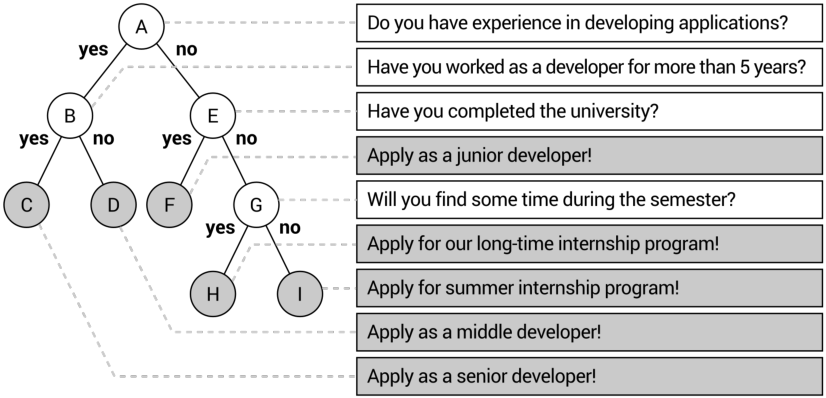 A
Do you have experience in developing applications?
yes
no
Have you worked as a developer for more than 5 years?
B
E
Have you completed the university?
yes
no
yes
no
Apply as a junior developer!
C
D
F
G
Will you find some time during the semester?
yes
no
Apply for our long-time internship program!
H
I
Apply for summer internship program!
Apply as a middle developer!
Apply as a senior developer!